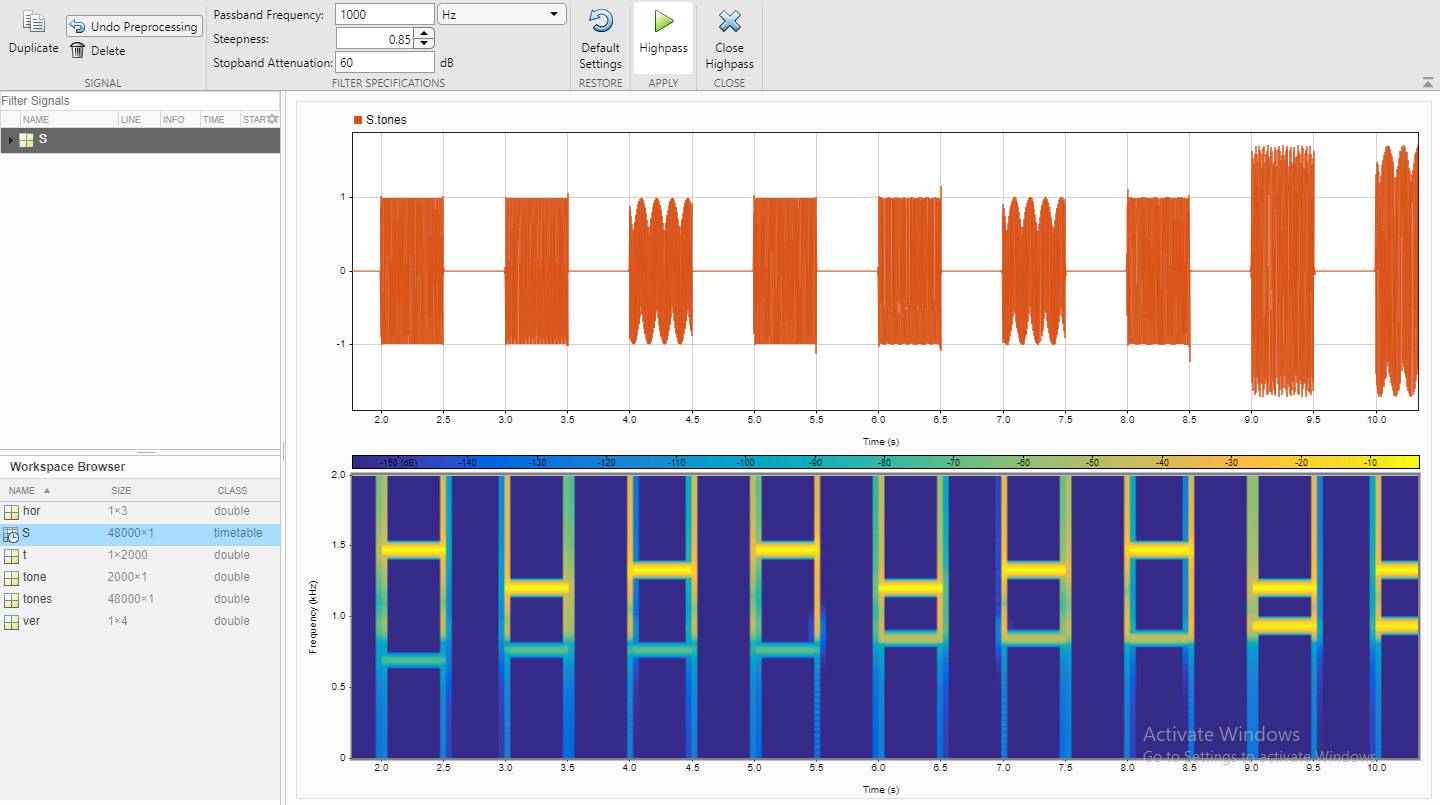 Duplicate
Undo Preprocessing
Delete
SIGNAL
Passband Frequency: 1000 Hz
Steepness: 0.85
Stopband Attenuation: 60 dB
FILTER SPECIFICATIONS
Default Settings
RESTORE
Highpass
APPLY
Close Highpass
CLOSE
Filter Signals
NAME LINE INFO TIME START
S
Workspace Browser
NAME SIZE CLASS
hor 1×3 double
S 48000×1 timetable
t 1×2000 double
tone 2000×1 double
tones 48000×1 double
ver 1×4 double
S.tones
1
0
-1
2.0 2.5 3.0 3.5 4.0 4.5 5.0 5.5 6.0 6.5 7.0 7.5 8.0 8.5 9.0 9.5 10.0
Time (s)
-150 (dB) -140 -130 -120 -110 -100 -90 -80 -70 -60 -50 -40 -30 -20 -10
2.0
1.5
1.0
0.5
0
Frequency (kHz)
Activate Windows
Go to Settings to activate Windows.
2.0 2.5 3.0 3.5 4.0 4.5 5.0 5.5 6.0 6.5 7.0 7.5 8.0 8.5 9.0 9.5 10.0
Time (s)